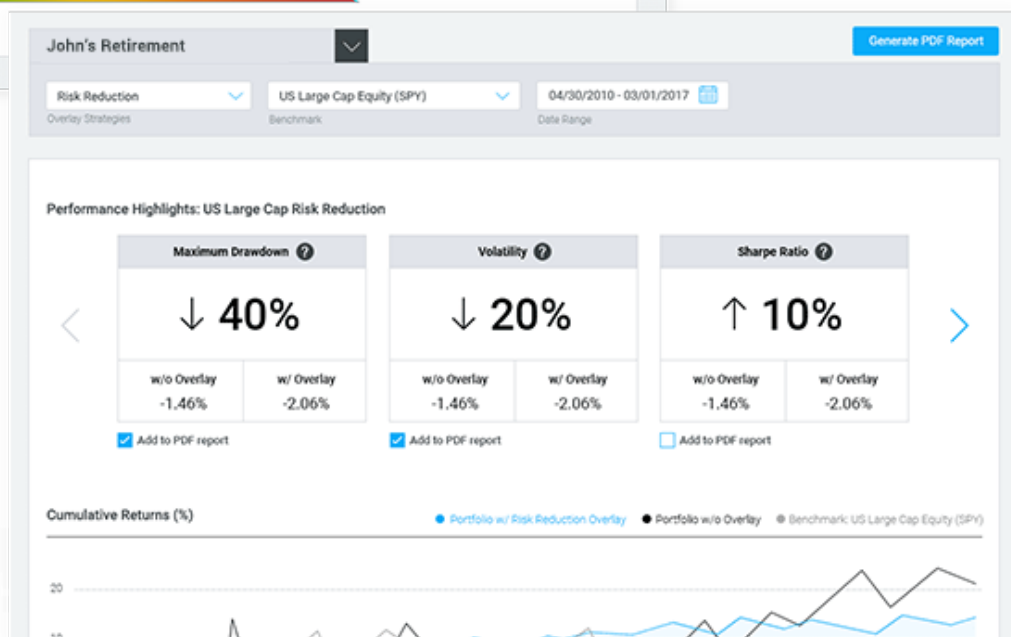 John's Retirement
Generate PDF Report
Risk Reduction
US Large Cap Equity (SPY)
04/30/2010 - 03/01/2017
Overlay Strategies
Benchmark
Date Range
Performance Highlights: US Large Cap Risk Reduction
Maximum Drawdown ?
Volatility ?
Sharpe Ratio ?
↓ 40%
↓ 20%
↑ 10%
w/o Overlay
w/ Overlay
w/o Overlay
w/ Overlay
w/o Overlay
w/ Overlay
-1.46%
-2.06%
-1.46%
-2.06%
-1.46%
-2.06%
Add to PDF report
Add to PDF report
Add to PDF report
Cumulative Returns (%)
Portfolio w/ Risk Reduction Overlay
Portfolio w/o Overlay
Benchmark: US Large Cap Equity (SPY)
20